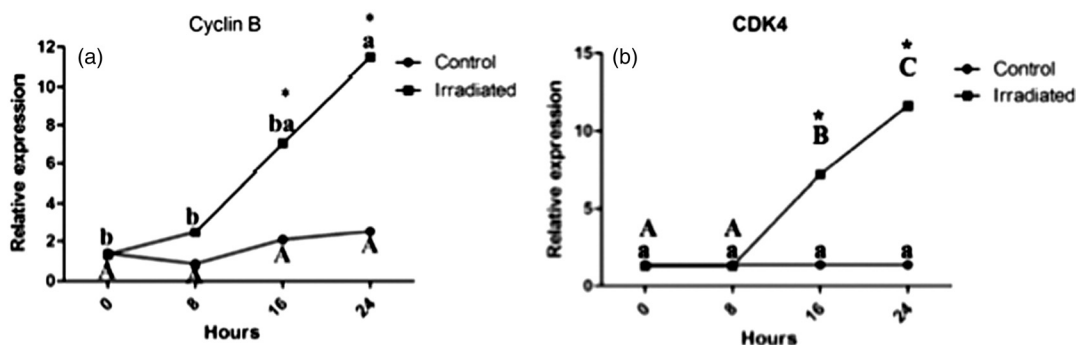 Cyclin B
(a)
Relative expression
12
10
8
6
4
2
0
* * 
b b ba a
A A A A
0 8 16 24
Hours
Control
Irradiated
CDK4
(b)
Relative expression
15
10
5
0
* *
A A B C
a a a a
0 8 16 24
Hours
Control
Irradiated